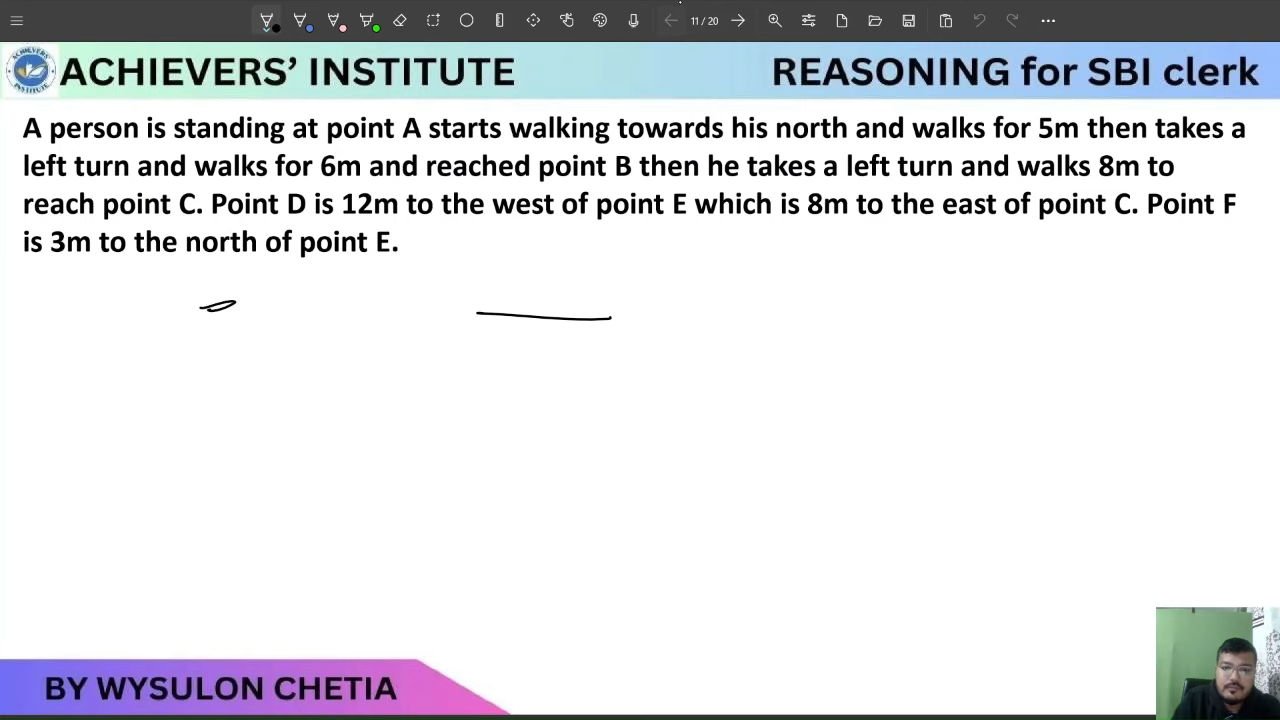 11 / 20
ACHIEVERS’ INSTITUTE
REASONING for SBI clerk
A person is standing at point A starts walking towards his north and walks for 5m then takes a
left turn and walks for 6m and reached point B then he takes a left turn and walks 8m to
reach point C. Point D is 12m to the west of point E which is 8m to the east of point C. Point F
is 3m to the north of point E.
BY WYSULON CHETIA